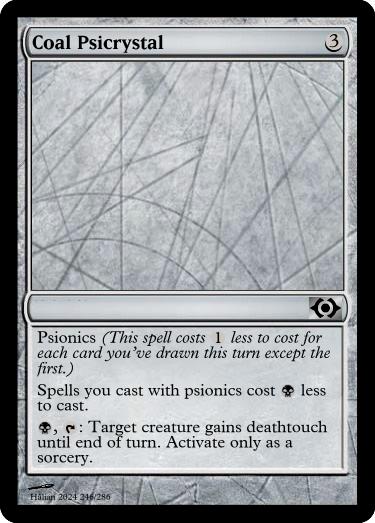 Coal Psicrystal 3
Psionics (This spell costs 1 less to cost for
each card you've drawn this turn except the
first.)
Spells you cast with psionics cost less
to cast.
, : Target creature gains deathtouch
until end of turn. Activate only as a
sorcery.
Hálian 2024 246/286